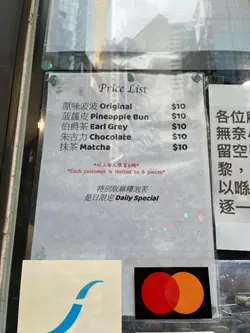 Price List
原味波波 Original $10
菠蘿皮 Pineapple Bun $10
伯爵茶 Earl Grey $10
朱古力 Chocolate $10
抹茶 Matcha $10
*Each customer is limited to 6 pieces*
特別版麻糬泡芙
是日限定 Daily Special
各位
無奈
留空
黎,
以喺
逐一